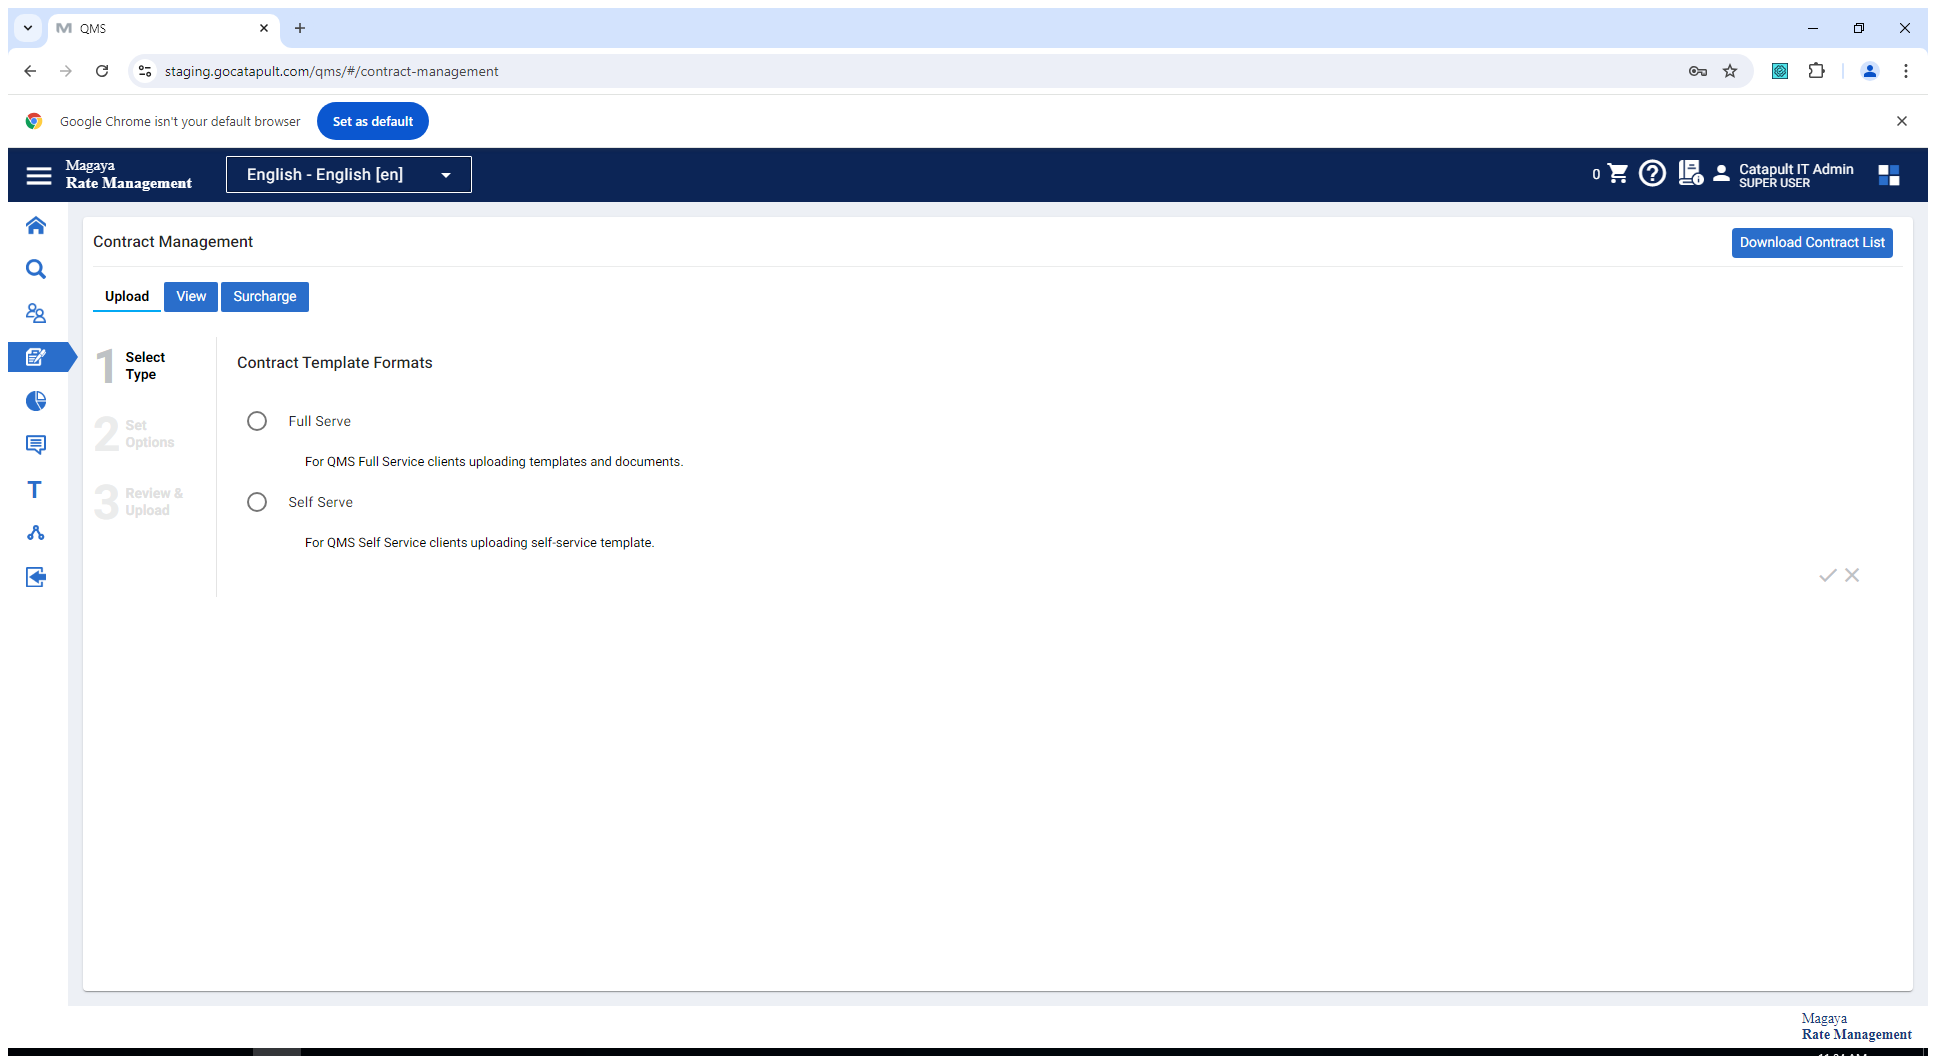 QMS
staging.gocatapult.com/qms/#/contract-management
Google Chrome isn't your default browser
Set as default
Magaya
Rate Management
English - English [en]
0
Catapult IT Admin
SUPER USER
Contract Management
Download Contract List
Upload
View
Surcharge
1
Select
Type
2
Set
Options
3
Review &
Upload
Contract Template Formats
Full Serve
For QMS Full Service clients uploading templates and documents.
Self Serve
For QMS Self Service clients uploading self-service template.
Magaya
Rate Management